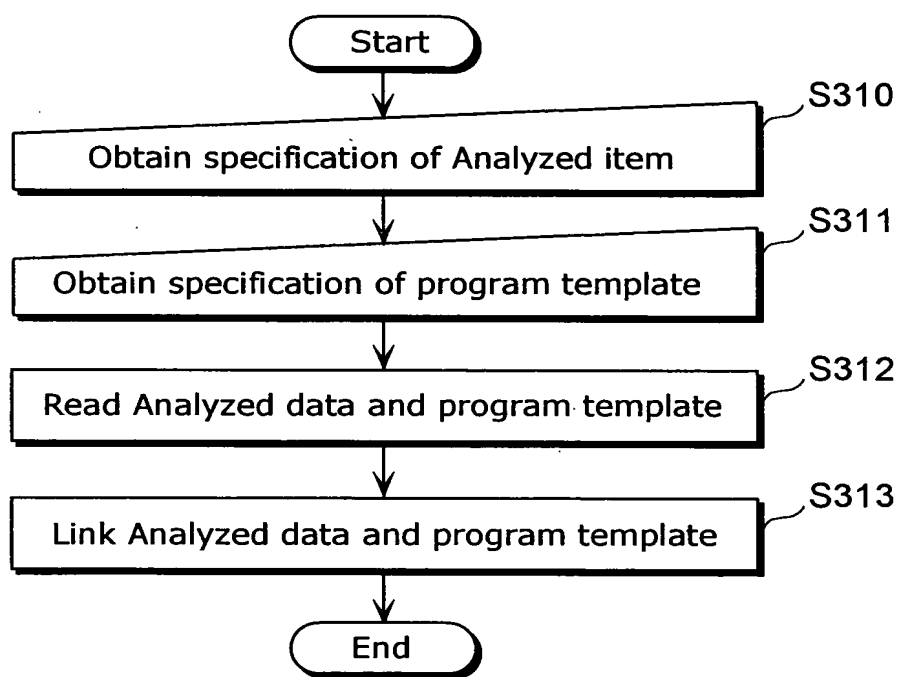 Start
S310
Obtain specification of Analyzed item
S311
Obtain specification of program template
S312
Read Analyzed data and program template
S313
Link Analyzed data and program template
End